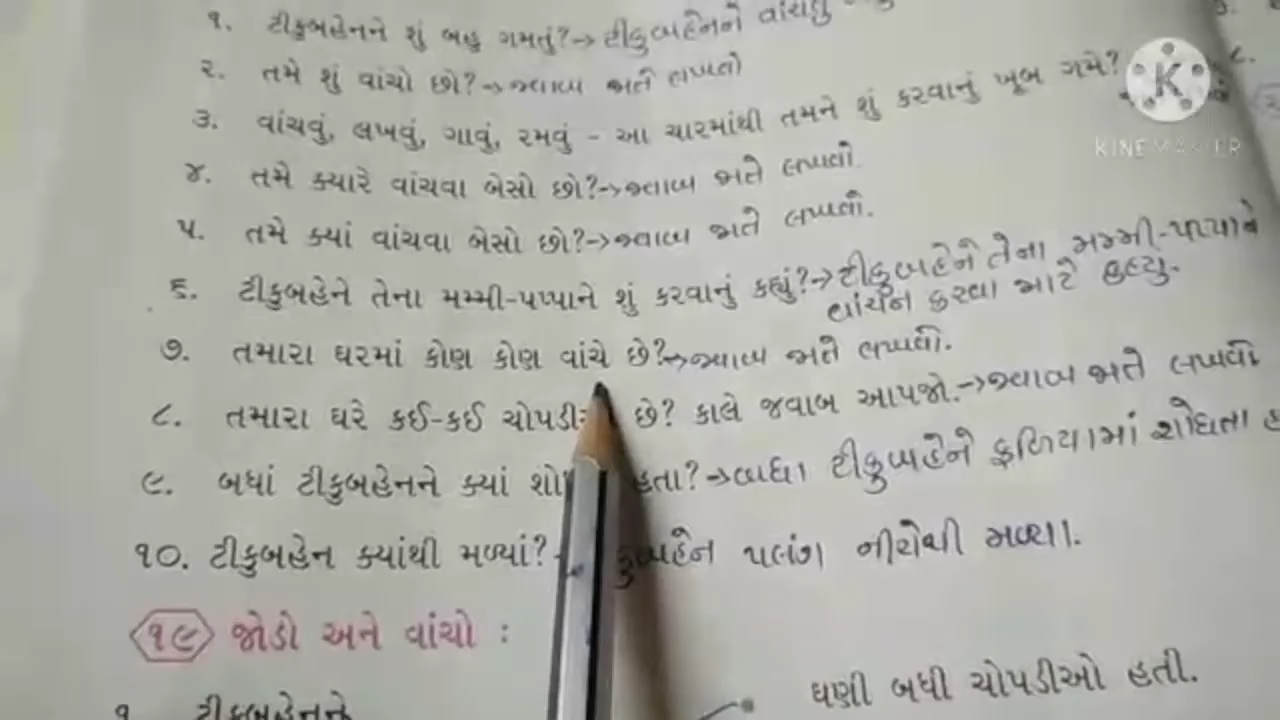 ૧. ટીકુબહેનને શું બહુ ગમતું?→ ટીકુબહેનને વાંચવું
૨. તમે શું વાંચો છો?→ જવાબ જાતે લખવો
૩. વાંચવું, લખવું, ગાવું, રમવું - આ ચારમાંથી તમને શું કરવાનું ખૂબ ગમે?
૪. તમે ક્યારે વાંચવા બેસો છો?→ જવાબ જાતે લખવો.
૫. તમે ક્યાં વાંચવા બેસો છો?→ જવાબ જાતે લખવો.
૬. ટીકુબહેને તેના મમ્મી-પપ્પાને શું કરવાનું કહ્યું?→ ટીકુબહેને તેના મમ્મી-પપ્પાને
વાંચન કરવા માટે કહ્યુ.
૭. તમારા ઘરમાં કોણ કોણ વાંચે છે?→ જવાબ જાતે લખવો.
૮. તમારા ઘરે કઈ-કઈ ચોપડી છે? કાલે જવાબ આપજો.→ જવાબ જાતે લખવો
૯. બધાં ટીકુબહેનને ક્યાં શો હતા?→ બાધા ટીકુબહેને ફળિયામાં શોધતા હ
૧૦. ટીકુબહેન ક્યાંથી મળ્યાં? કુબહેન પલંગ નીચેથી મળ્યા.
૧૯ જોડો અને વાંચો :
ઘણી બધી ચોપડીઓ હતી.
૧ ટીકુબહેનને
KINEMASTER